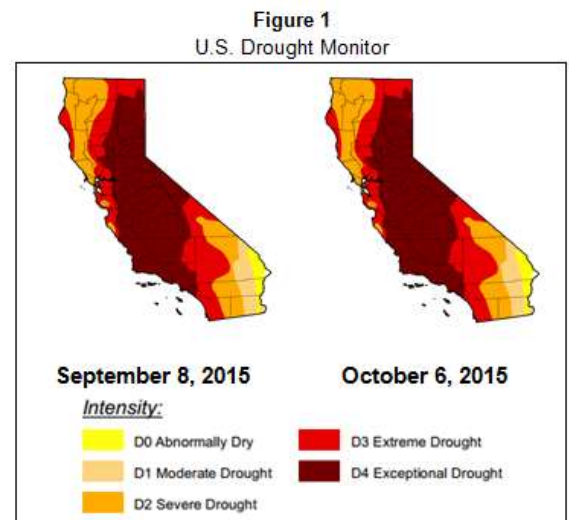 Figure 1
U.S. Drought Monitor
September 8, 2015
October 6, 2015
Intensity:
D0 Abnormally Dry
D3 Extreme Drought
D1 Moderate Drought
D4 Exceptional Drought
D2 Severe Drought